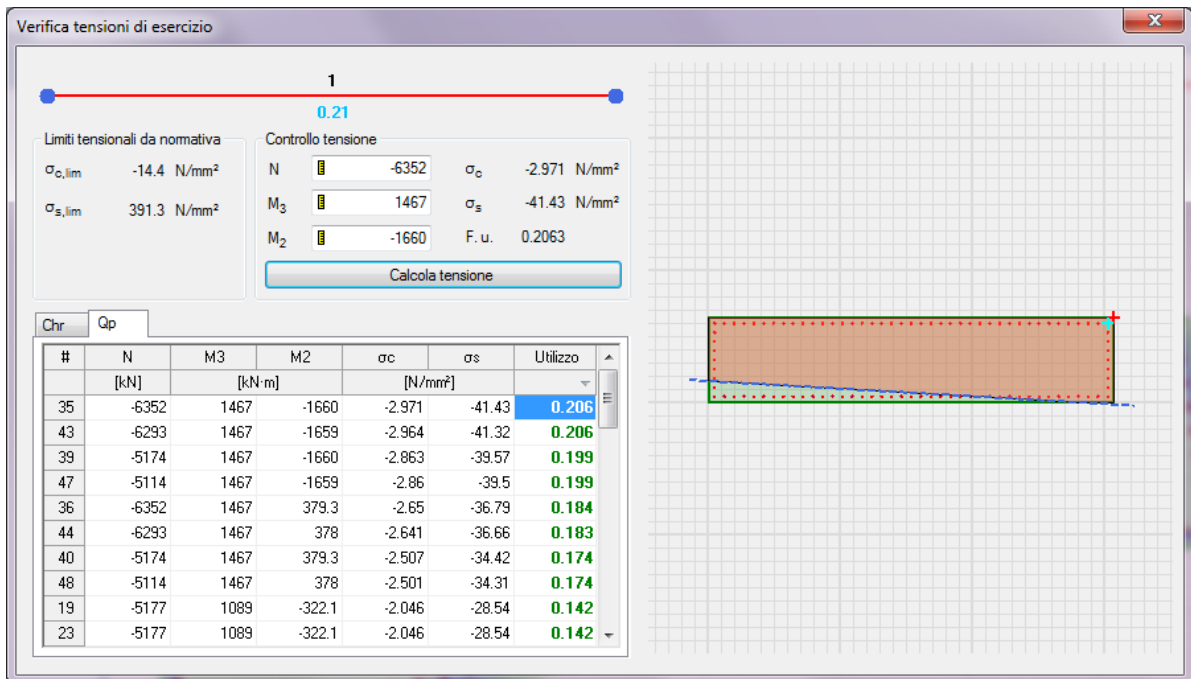 Verifica tensioni di esercizio
1
0.21
Limiti tensionali da normativa
σc,lim -14.4 N/mm²
σs,lim 391.3 N/mm²
Controllo tensione
N -6352 σc -2.971 N/mm²
M3 1467 σs -41.43 N/mm²
M2 -1660 F. u. 0.2063
Calcola tensione
Chr Qp
# N M3 M2 σc σs Utilizzo
[kN] [kN·m] [N/mm²]
35 -6352 1467 -1660 -2.971 -41.43 0.206
43 -6293 1467 -1659 -2.964 -41.32 0.206
39 -5174 1467 -1660 -2.863 -39.57 0.199
47 -5114 1467 -1659 -2.86 -39.5 0.199
36 -6352 1467 379.3 -2.65 -36.79 0.184
44 -6293 1467 378 -2.641 -36.66 0.183
40 -5174 1467 379.3 -2.507 -34.42 0.174
48 -5114 1467 378 -2.501 -34.31 0.174
19 -5177 1089 -322.1 -2.046 -28.54 0.142
23 -5177 1089 -322.1 -2.046 -28.54 0.142